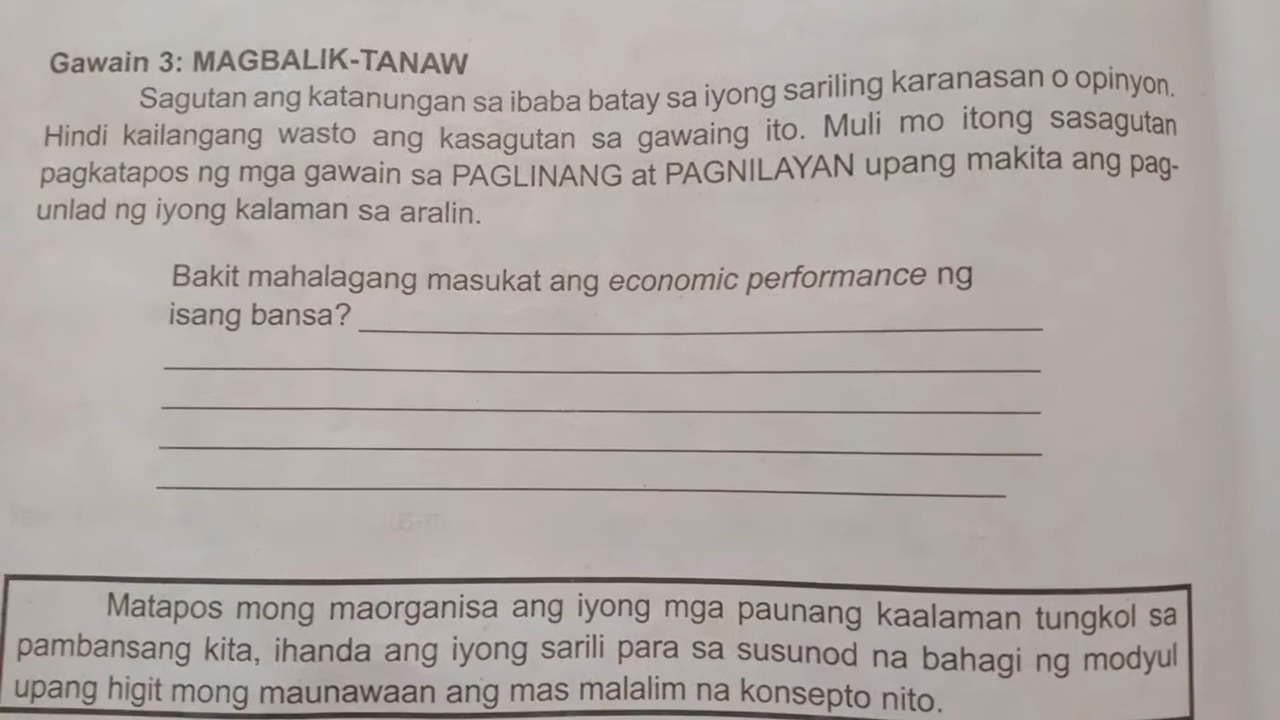 Gawain 3: MAGBALIK-TANAW
Sagutan ang katanungan sa ibaba batay sa iyong sariling karanasan o opinyon.
Hindi kailangang wasto ang kasagutan sa gawaing ito. Muli mo itong sasagutan
pagkatapos ng mga gawain sa PAGLINANG at PAGNILAYAN upang makita ang pag-
unlad ng iyong kalaman sa aralin.
Bakit mahalagang masukat ang economic performance ng
isang bansa?
Matapos mong maorganisa ang iyong mga paunang kaalaman tungkol sa
pambansang kita, ihanda ang iyong sarili para sa susunod na bahagi ng modyul
upang higit mong maunawaan ang mas malalim na konsepto nito.